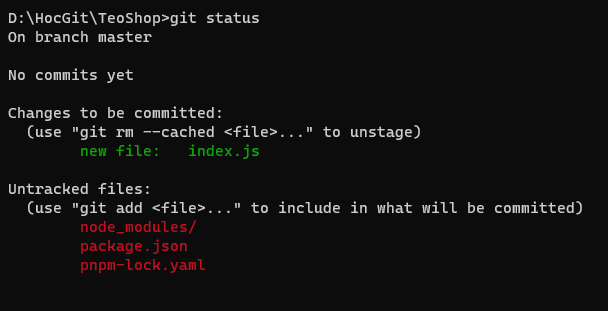 D:\HocGit\TeoShop>git status
On branch master
No commits yet
Changes to be committed:
(use "git rm --cached <file>..." to unstage)
new file:   index.js
Untracked files:
(use "git add <file>..." to include in what will be committed)
node_modules/
package.json
pnpm-lock.yaml